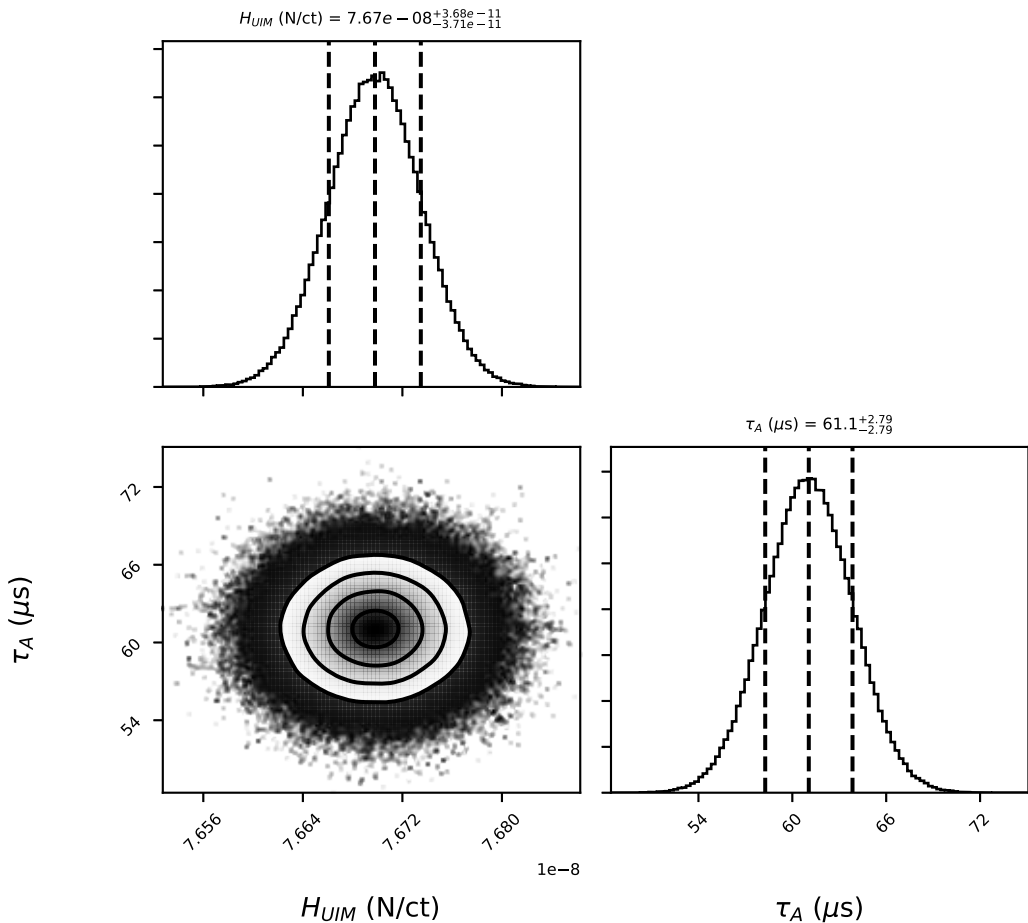 H_UIM (N/ct) = 7.67e−08 +3.68e−11 −3.71e−11
τ_A (μs) = 61.1 +2.79 −2.79
72
66
60
54
τ_A (μs)
7.656 7.664 7.672 7.680
54 60 66 72
1e−8
H_UIM (N/ct)
τ_A (μs)